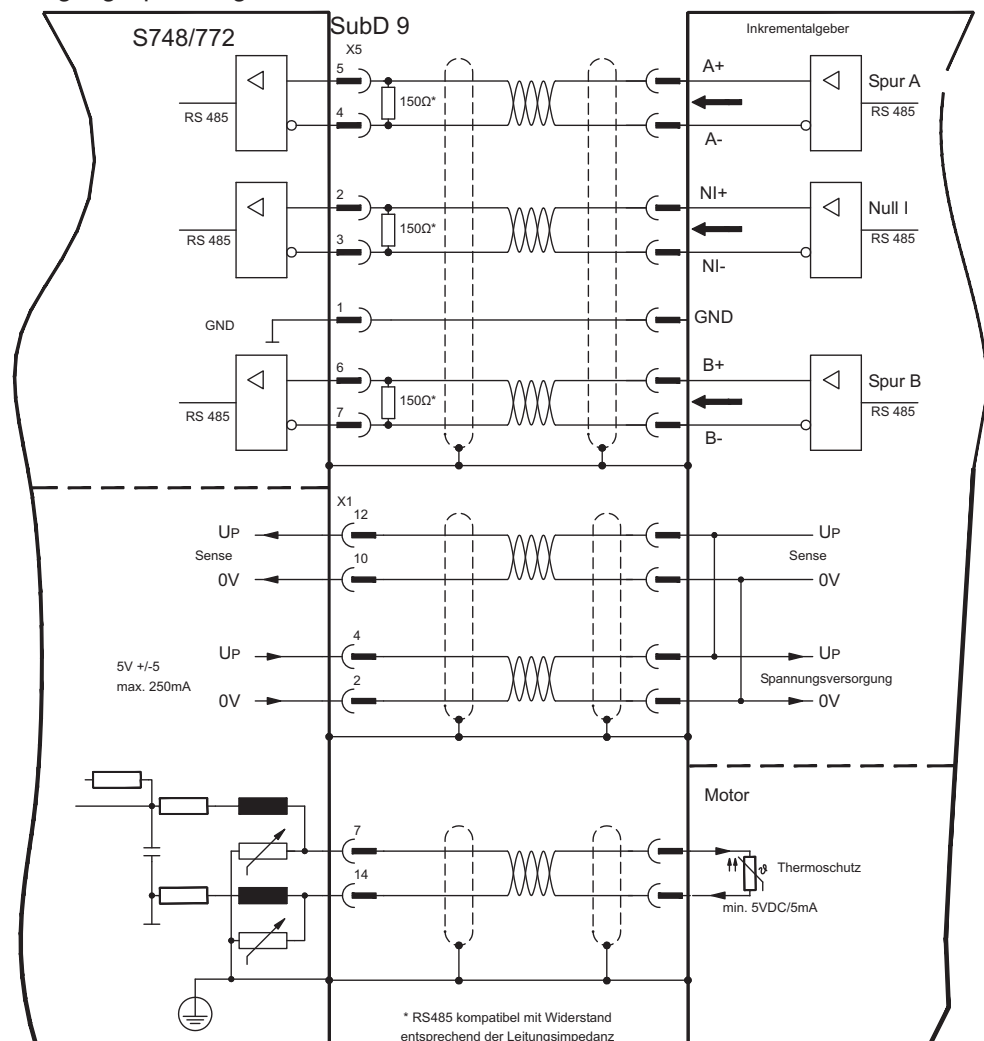 S748/772
SubD 9
Inkrementalgeber
X5
5
A+
Spur A
150Ω*
RS 485
RS 485
4
A-
2
NI+
Null I
150Ω*
RS 485
RS 485
3
NI-
1
GND
GND
6
B+
Spur B
150Ω*
RS 485
RS 485
7
B-
X1
12
UP
UP
Sense
Sense
10
0V
0V
4
UP
UP
5V +/-5
max. 250mA
Spannungsversorgung
2
0V
0V
Motor
7
ϑ
Thermoschutz
14
min. 5VDC/5mA
* RS485 kompatibel mit Widerstand
entsprechend der Leitungsimpedanz